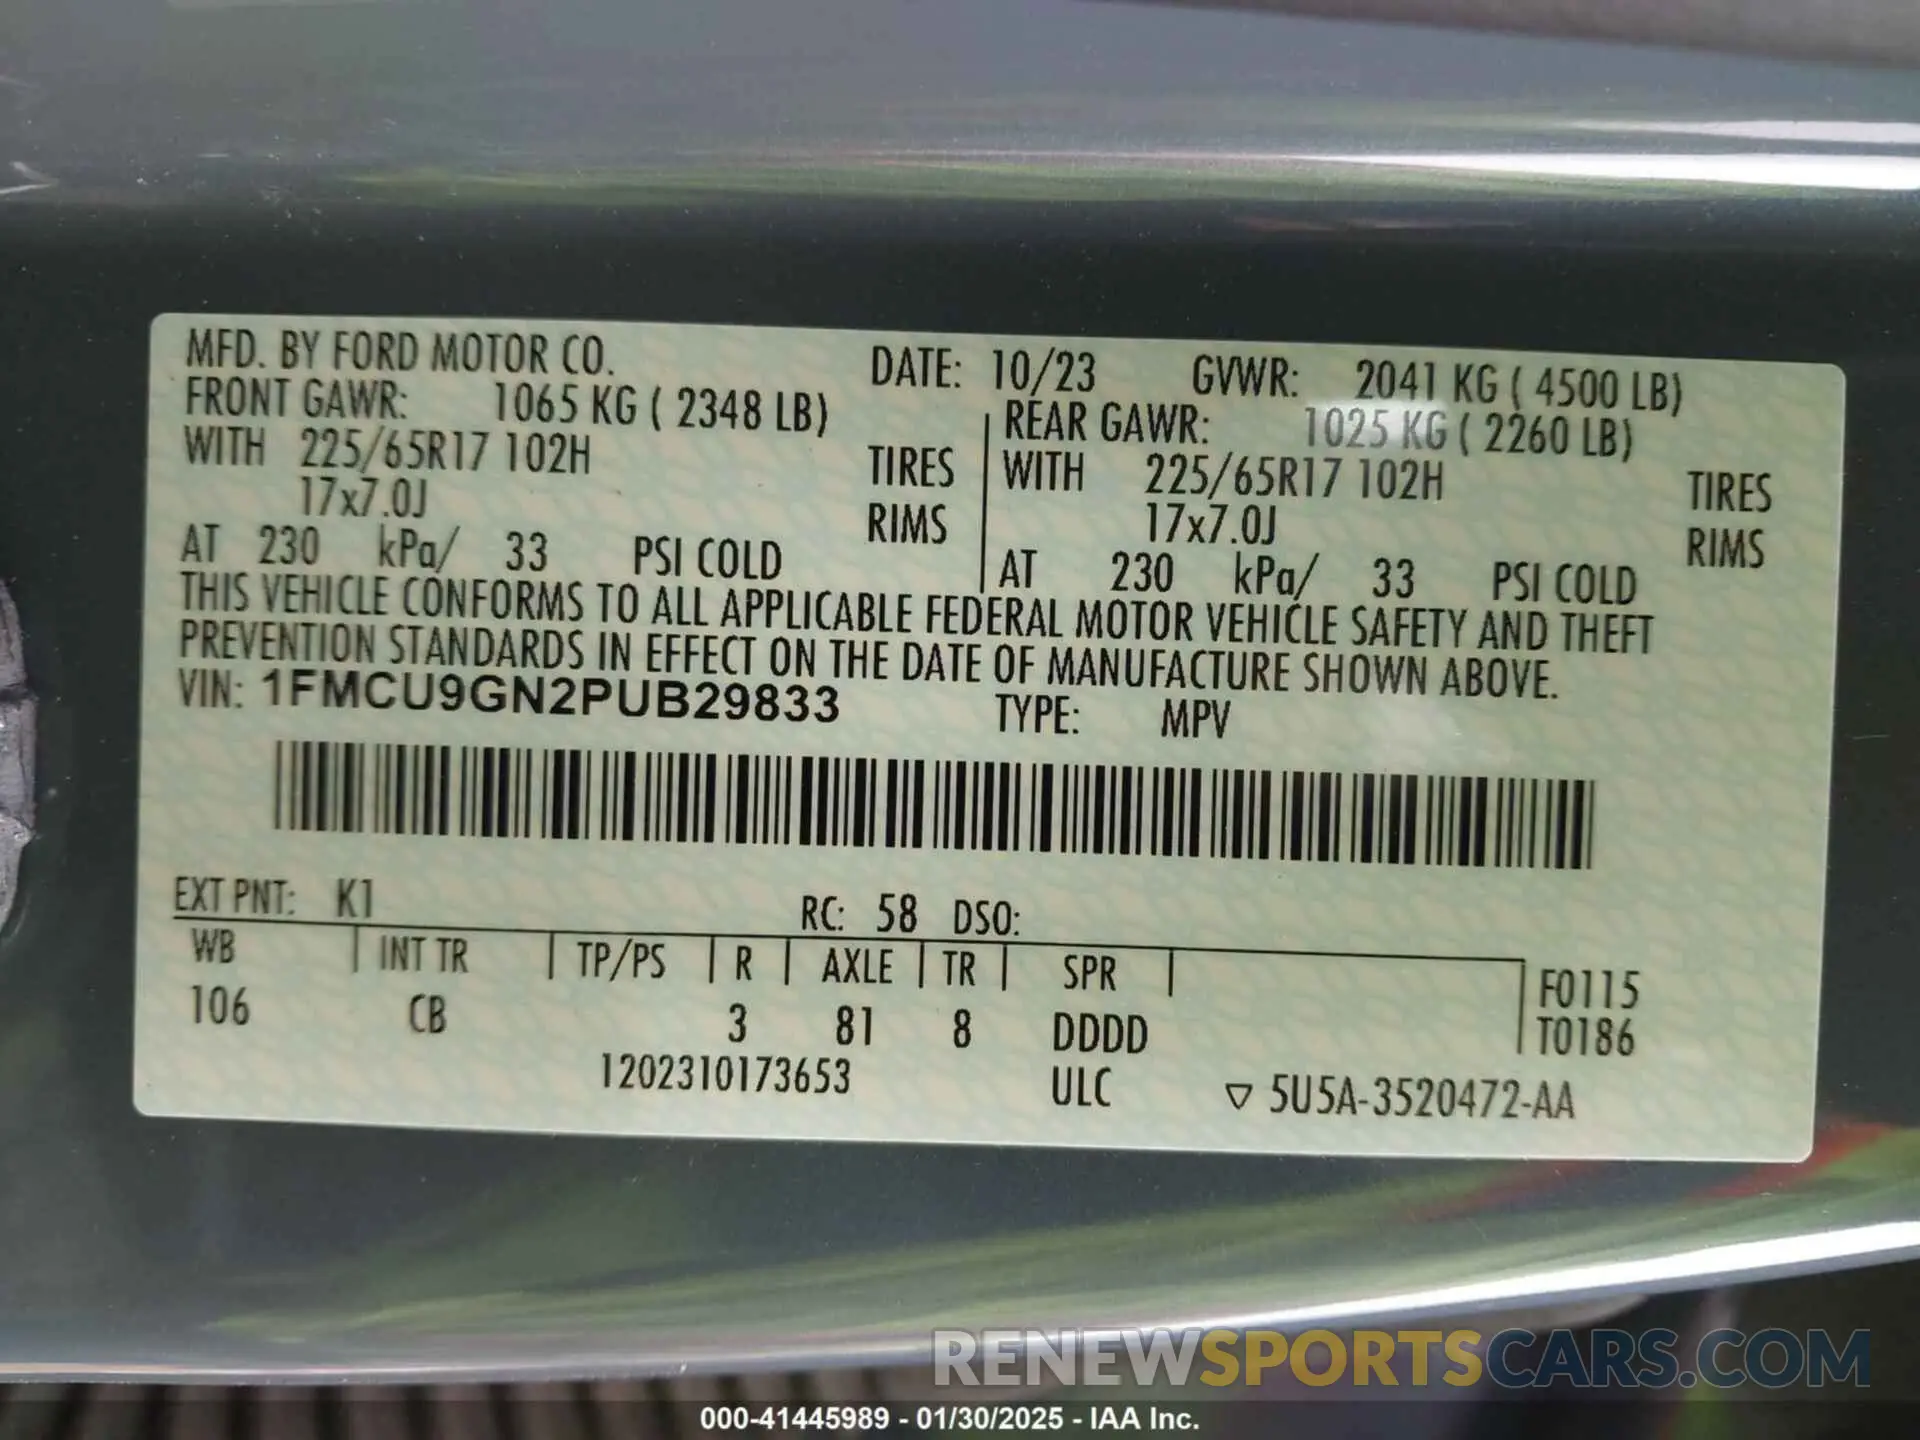 MFD. BY FORD MOTOR CO. DATE: 10/23 GVWR: 2041 KG ( 4500 LB)
FRONT GAWR: 1065 KG ( 2348 LB) REAR GAWR: 1025 KG ( 2260 LB)
WITH 225/65R17 102H TIRES WITH 225/65R17 102H TIRES
17x7.0J RIMS 17x7.0J RIMS
AT 230 kPa/ 33 PSI COLD AT 230 kPa/ 33 PSI COLD
THIS VEHICLE CONFORMS TO ALL APPLICABLE FEDERAL MOTOR VEHICLE SAFETY AND THEFT
PREVENTION STANDARDS IN EFFECT ON THE DATE OF MANUFACTURE SHOWN ABOVE.
VIN: 1FMCU9GN2PUB29833 TYPE: MPV
EXT PNT: K1 RC: 58 DSO:
WB INT TR TP/PS R AXLE TR SPR F0115
106 CB 3 81 8 DDDD T0186
1202310173653 ULC ▽ 5U5A-3520472-AA
RENEWSPORTSCARS.COM
000-41445989 - 01/30/2025 - IAA Inc.